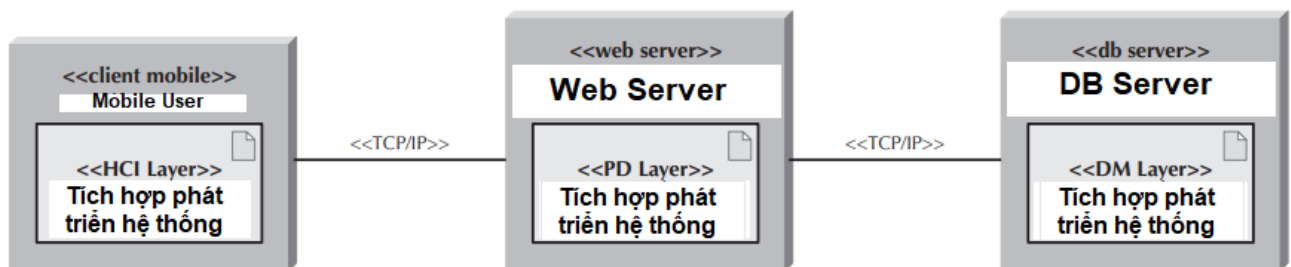 <<client mobile>>
Mobile User
<<HCI Layer>>
Tích hợp phát
triển hệ thống
<<TCP/IP>>
<<web server>>
Web Server
<<PD Layer>>
Tích hợp phát
triển hệ thống
<<TCP/IP>>
<<db server>>
DB Server
<<DM Layer>>
Tích hợp phát
triển hệ thống